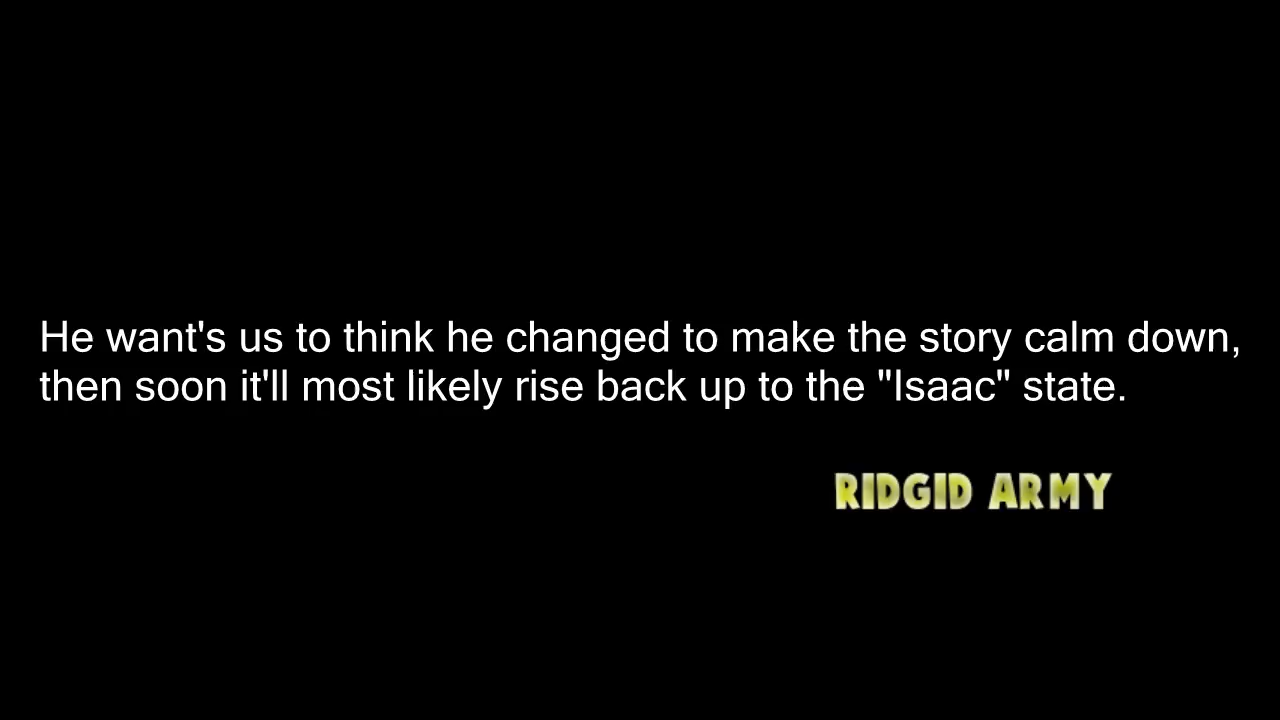 He want's us to think he changed to make the story calm down,
then soon it'll most likely rise back up to the "Isaac" state.
RIDGID ARMY